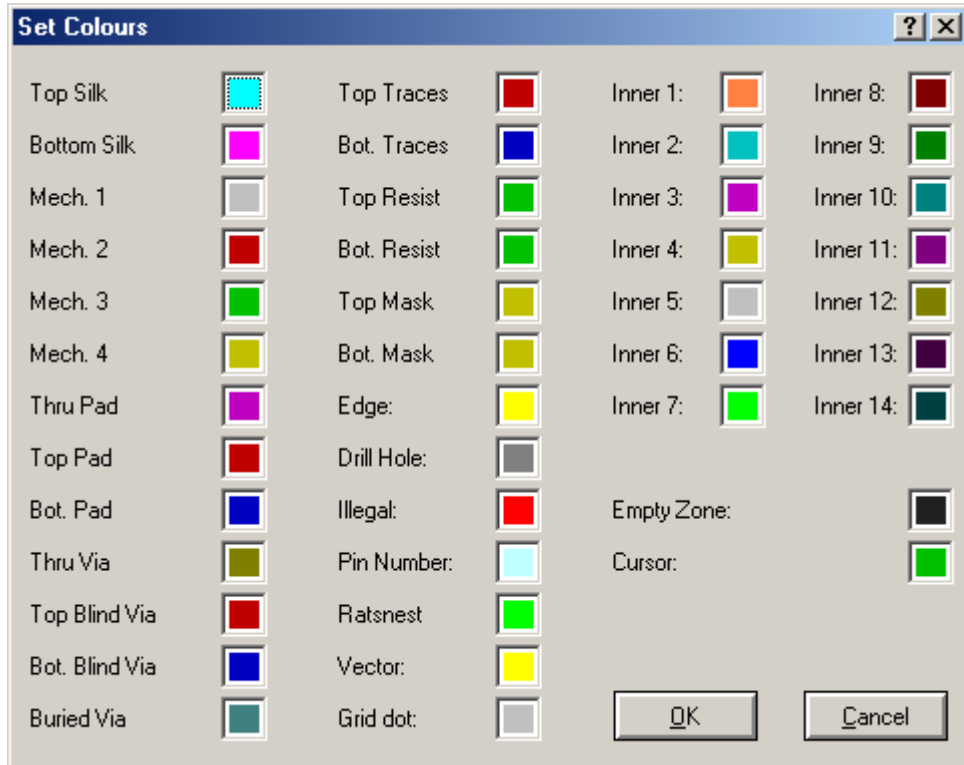 Set Colours
Top Silk Top Traces Inner 1: Inner 8:
Bottom Silk Bot. Traces Inner 2: Inner 9:
Mech. 1 Top Resist Inner 3: Inner 10:
Mech. 2 Bot. Resist Inner 4: Inner 11:
Mech. 3 Top Mask Inner 5: Inner 12:
Mech. 4 Bot. Mask Inner 6: Inner 13:
Thru Pad Edge: Inner 7: Inner 14:
Top Pad Drill Hole:
Bot. Pad Illegal: Empty Zone:
Thru Via Pin Number: Cursor:
Top Blind Via Ratsnest
Bot. Blind Via Vector:
Buried Via Grid dot: OK Cancel